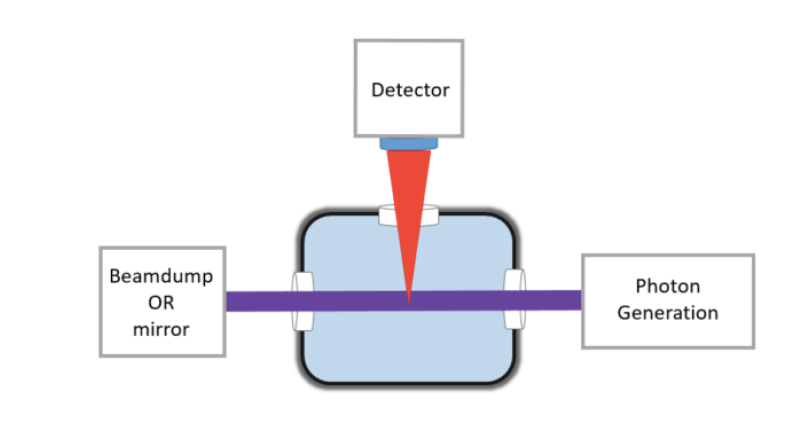 Detector
Beamdump
OR
mirror
Photon
Generation